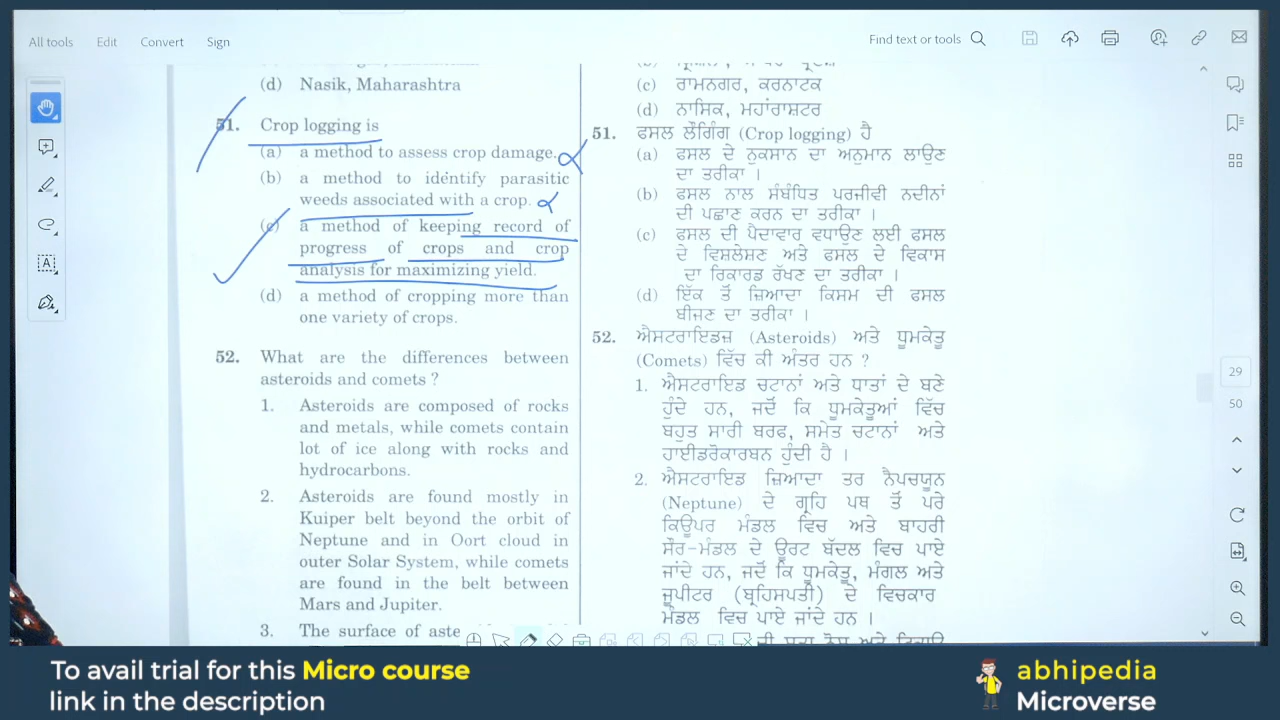 All tools Edit Convert Sign
Find text or tools
(d) Nasik, Maharashtra
51. Crop logging is
(a) a method to assess crop damage.
(b) a method to identify parasitic
weeds associated with a crop.
(c) a method of keeping record of
progress of crops and crop
analysis for maximizing yield.
(d) a method of cropping more than
one variety of crops.
52. What are the differences between
asteroids and comets ?
1. Asteroids are composed of rocks
and metals, while comets contain
lot of ice along with rocks and
hydrocarbons.
2. Asteroids are found mostly in
Kuiper belt beyond the orbit of
Neptune and in Oort cloud in
outer Solar System, while comets
are found in the belt between
Mars and Jupiter.
3. The surface of aste
(c) ਰਾਮਨਗਰ, ਕਰਨਾਟਕ
(d) ਨਾਸਿਕ, ਮਹਾਂਰਾਸ਼ਟਰ
51. ਫਸਲ ਲੌਗਿੰਗ (Crop logging) ਹੈ
(a) ਫਸਲ ਦੇ ਨੁਕਸਾਨ ਦਾ ਅਨੁਮਾਨ ਲਾਉਣ
ਦਾ ਤਰੀਕਾ ।
(b) ਫਸਲ ਨਾਲ ਸੰਬੰਧਿਤ ਪਰਜੀਵੀ ਨਦੀਨਾਂ
ਦੀ ਪਛਾਣ ਕਰਨ ਦਾ ਤਰੀਕਾ ।
(c) ਫਸਲ ਦੀ ਪੈਦਾਵਾਰ ਵਧਾਉਣ ਲਈ ਫਸਲ
ਦੇ ਵਿਸ਼ਲੇਸ਼ਣ ਅਤੇ ਫਸਲ ਦੇ ਵਿਕਾਸ
ਦਾ ਰਿਕਾਰਡ ਰੱਖਣ ਦਾ ਤਰੀਕਾ ।
(d) ਇੱਕ ਤੋਂ ਜ਼ਿਆਦਾ ਕਿਸਮ ਦੀ ਫਸਲ
ਬੀਜਣ ਦਾ ਤਰੀਕਾ ।
52. ਐਸਟਰਾਇਡਜ਼ (Asteroids) ਅਤੇ ਧੂਮਕੇਤੂ
(Comets) ਵਿੱਚ ਕੀ ਅੰਤਰ ਹਨ ?
1. ਐਸਟਰਾਇਡ ਚਟਾਨਾਂ ਅਤੇ ਧਾਤਾਂ ਦੇ ਬਣੇ
ਹੁੰਦੇ ਹਨ, ਜਦੋਂ ਕਿ ਧੂਮਕੇਤੂਆਂ ਵਿੱਚ
ਬਹੁਤ ਸਾਰੀ ਬਰਫ, ਸਮੇਤ ਚਟਾਨਾਂ ਅਤੇ
ਹਾਈਡਰੋਕਾਰਬਨ ਹੁੰਦੀ ਹੈ ।
2. ਐਸਟਰਾਇਡ ਜ਼ਿਆਦਾ ਤਰ ਨੈਪਚਯੂਨ
(Neptune) ਦੇ ਗ੍ਰਹਿ ਪਥ ਤੋਂ ਪਰੇ
ਕਿਊਪਰ ਮੰਡਲ ਵਿਚ ਅਤੇ ਬਾਹਰੀ
ਸੌਰ-ਮੰਡਲ ਦੇ ਊਰਟ ਬੱਦਲ ਵਿਚ ਪਾਏ
ਜਾਂਦੇ ਹਨ, ਜਦੋਂ ਕਿ ਧੂਮਕੇਤੂ, ਮੰਗਲ ਅਤੇ
ਜੂਪੀਟਰ (ਬ੍ਰਹਿਸਪਤੀ) ਦੇ ਵਿਚਕਾਰ
ਮੰਡਲ ਵਿਚ ਪਾਏ ਜਾਂਦੇ ਹਨ ।
29
50
To avail trial for this Micro course
link in the description
abhipedia
Microverse